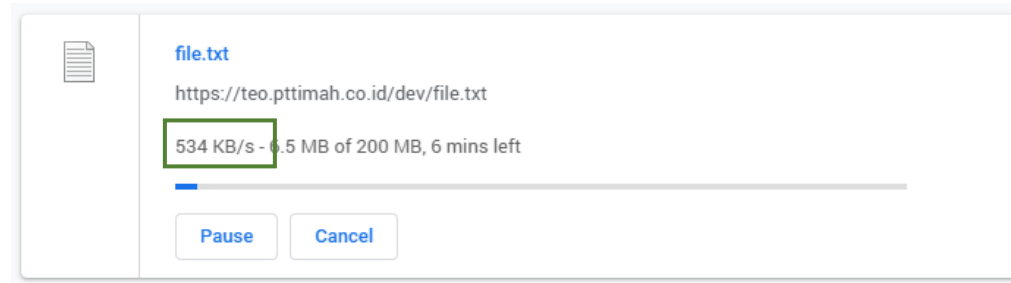 file.txt
https://teo.pttimah.co.id/dev/file.txt
534 KB/s - 6.5 MB of 200 MB, 6 mins left
Pause Cancel